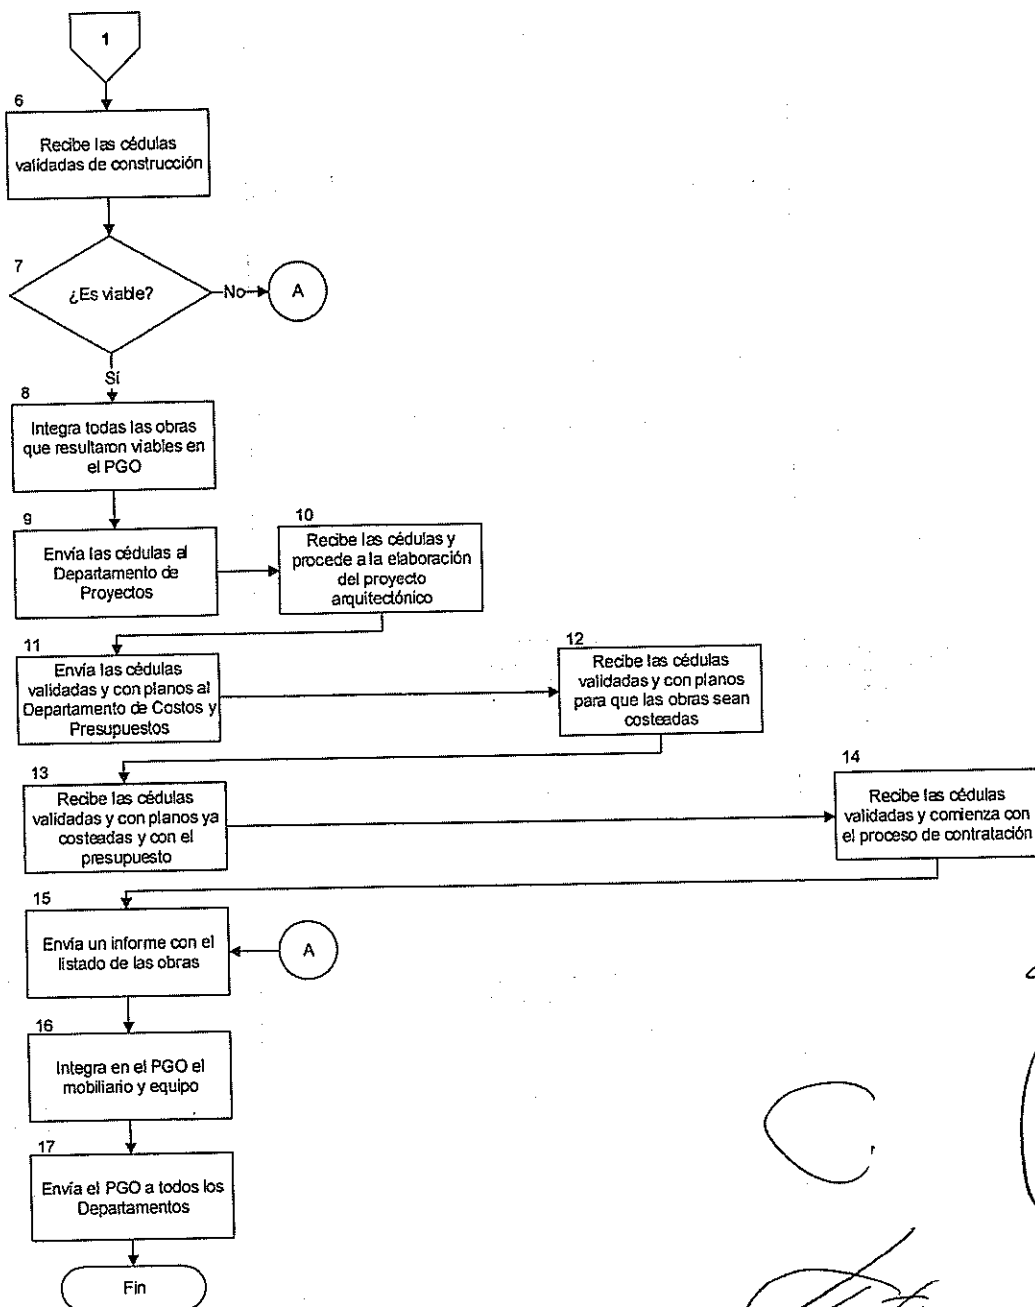 1
6
Recibe las cédulas
validadas de construcción
7
¿Es viable?
No
A
Sí
8
Integra todas las obras
que resultaron viables en
el PGO
9
Envía las cédulas al
Departamento de
Proyectos
10
Recibe las cédulas y
procede a la elaboración
del proyecto
arquitectónico
11
Envía las cédulas
validadas y con planos al
Departamento de Costos y
Presupuestos
12
Recibe las cédulas
validadas y con planos
para que las obras sean
costeadas
13
Recibe las cédulas
validadas y con planos ya
costeadas y con el
presupuesto
14
Recibe las cédulas
validadas y comienza con
el proceso de contratación
15
Envía un informe con el
listado de las obras
A
16
Integra en el PGO el
mobiliario y equipo
17
Envía el PGO a todos los
Departamentos
Fin